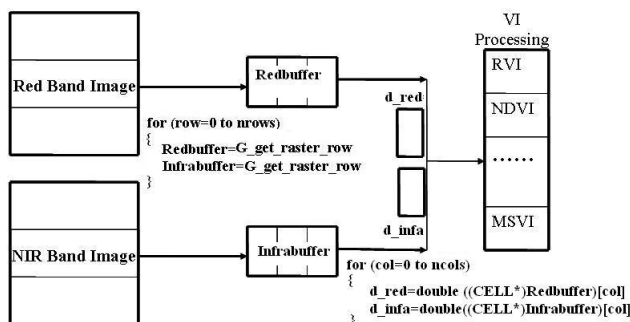 VI
Processing
Red Band Image
Redbuffer
RVI
d_red
NDVI
for (row=0 to nrows)
{
Redbuffer=G_get_raster_row
Infrabuffer=G_get_raster_row
}
......
d_infa
MSVI
NIR Band Image
Infrabuffer
for (col=0 to ncols)
{
d_red=double ((CELL*)Redbuffer)[col]
d_infa=double((CELL*)Infrabuffer)[col]
}